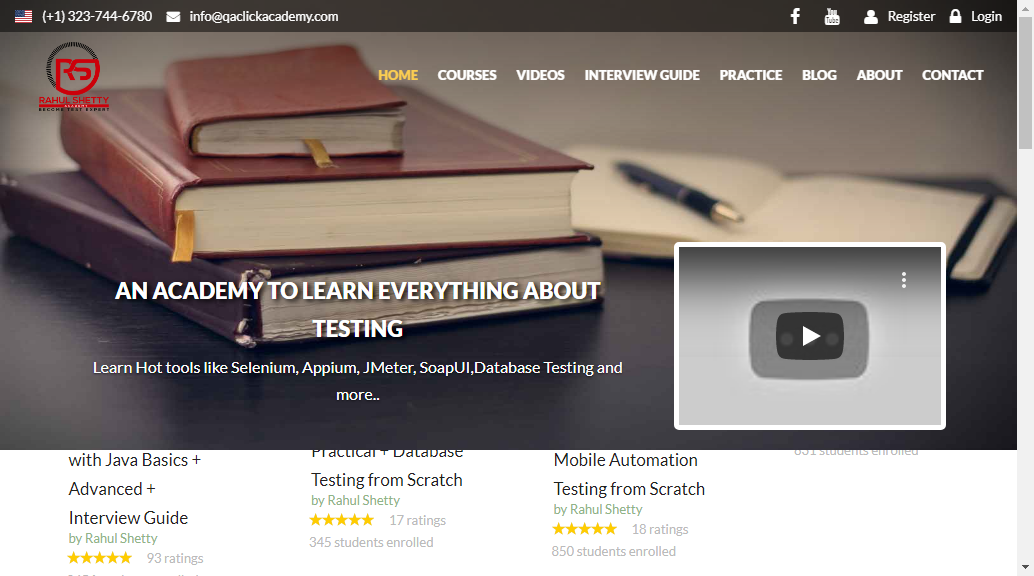 (+1) 323-744-6780 info@qaclickacademy.com Register Login
RS
RAHUL SHETTY
HOME COURSES VIDEOS INTERVIEW GUIDE PRACTICE BLOG ABOUT CONTACT
AN ACADEMY TO LEARN EVERYTHING ABOUT
TESTING
Learn Hot tools like Selenium, Appium, JMeter, SoapUI,Database Testing and
more..
with Java Basics +
Advanced +
Interview Guide
by Rahul Shetty
93 ratings
Practical + Database
Testing from Scratch
by Rahul Shetty
17 ratings
345 students enrolled
Mobile Automation
Testing from Scratch
by Rahul Shetty
18 ratings
850 students enrolled